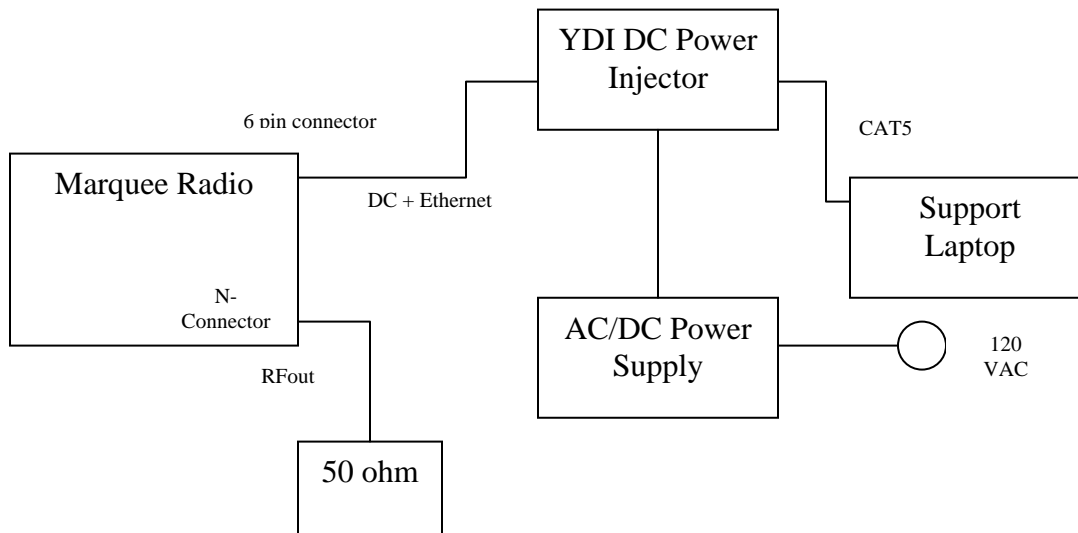 YDI DC Power
Injector
6 pin connector
CAT5
Marquee Radio
DC + Ethernet
Support
Laptop
N-
Connector
AC/DC Power
Supply
120
VAC
RFout
50 ohm